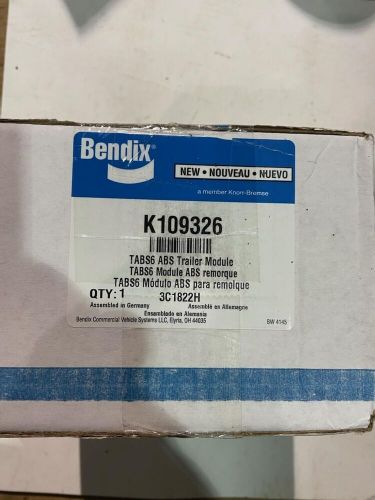 Bendix
NEW • NOUVEAU • NUEVO
a member Knorr-Bremse
K109326
TABS6 ABS Trailer Module
TABS6 Module ABS remorque
TABS6 Módulo ABS para remolque
QTY: 1 3C1822H
Assembled in Germany Assemblé en Allemagne
Ensamblado en Alemania
Bendix Commercial Vehicle Systems LLC, Elyria, OH 44035 BW 4145